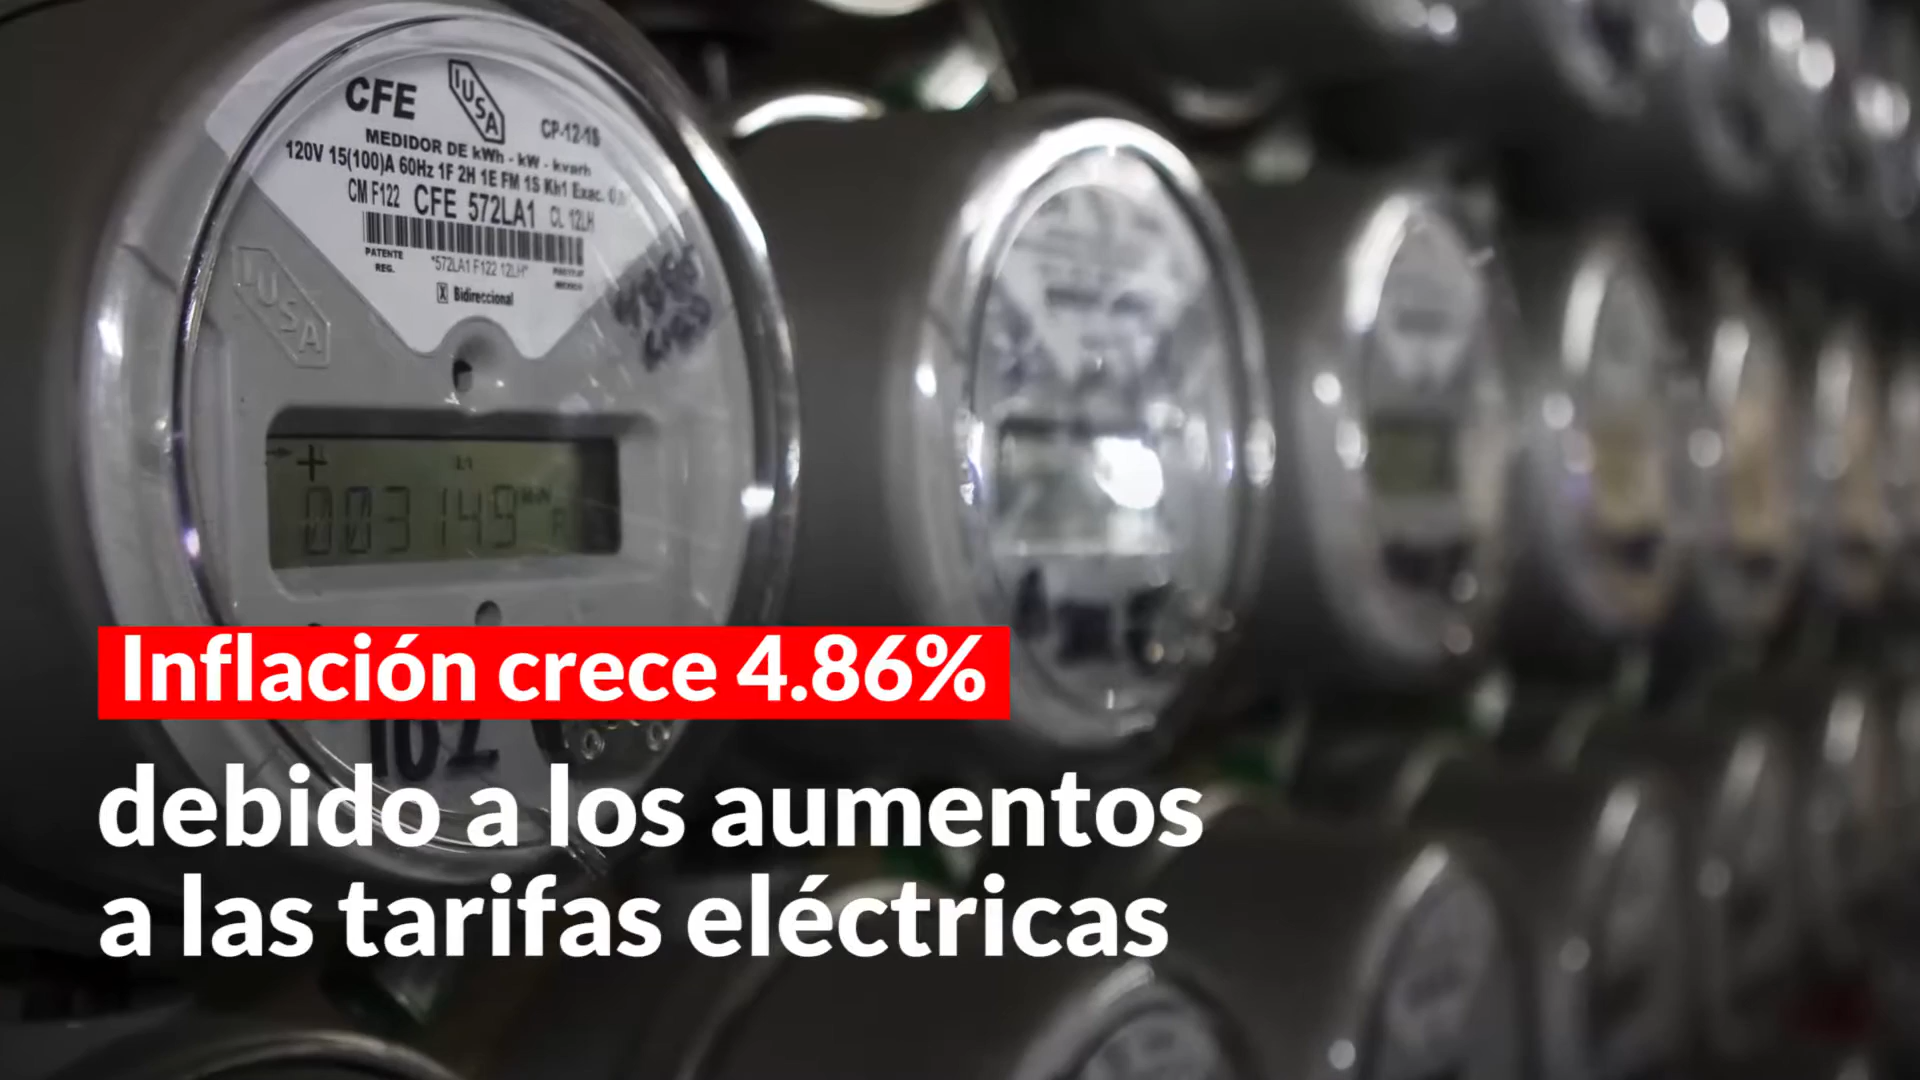 CFE
IUSA
CP-12-18
MEDIDOR DE kWh - kW - kvarh
120V 15(100)A 60Hz 1F 2H 1E FM 1S Kh1 Exac.
CM F122 CFE 572LA1 CL 12LH
PATENTE
REG.
*572LA1 F122 12LH*
X Bidireccional
IUSA
003149
Inflación crece 4.86%
102
debido a los aumentos
a las tarifas eléctricas